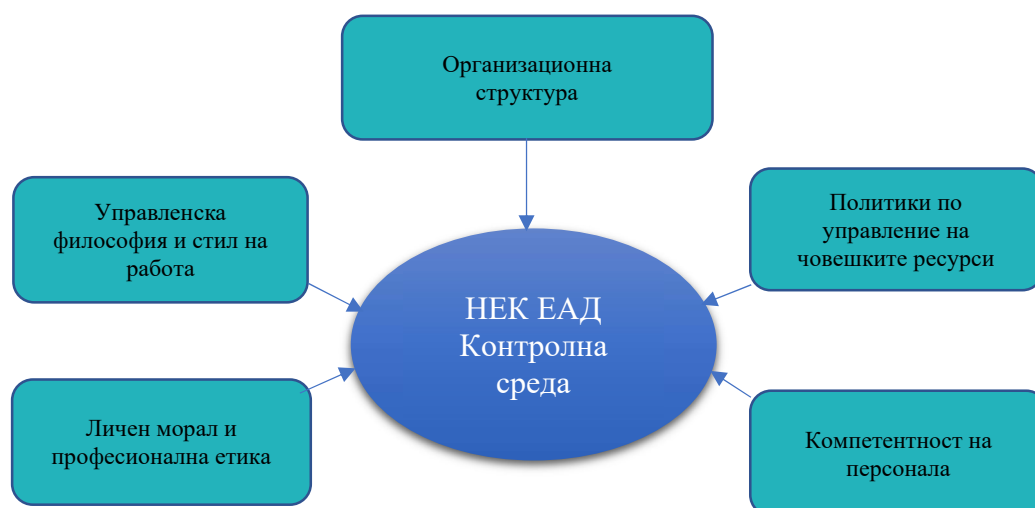 Организационна
структура
Управленска
философия и стил на
работа
Политики по
управление на
човешките ресурси
НЕК ЕАД
Контролна
среда
Личен морал и
професионална етика
Компетентност на
персонала